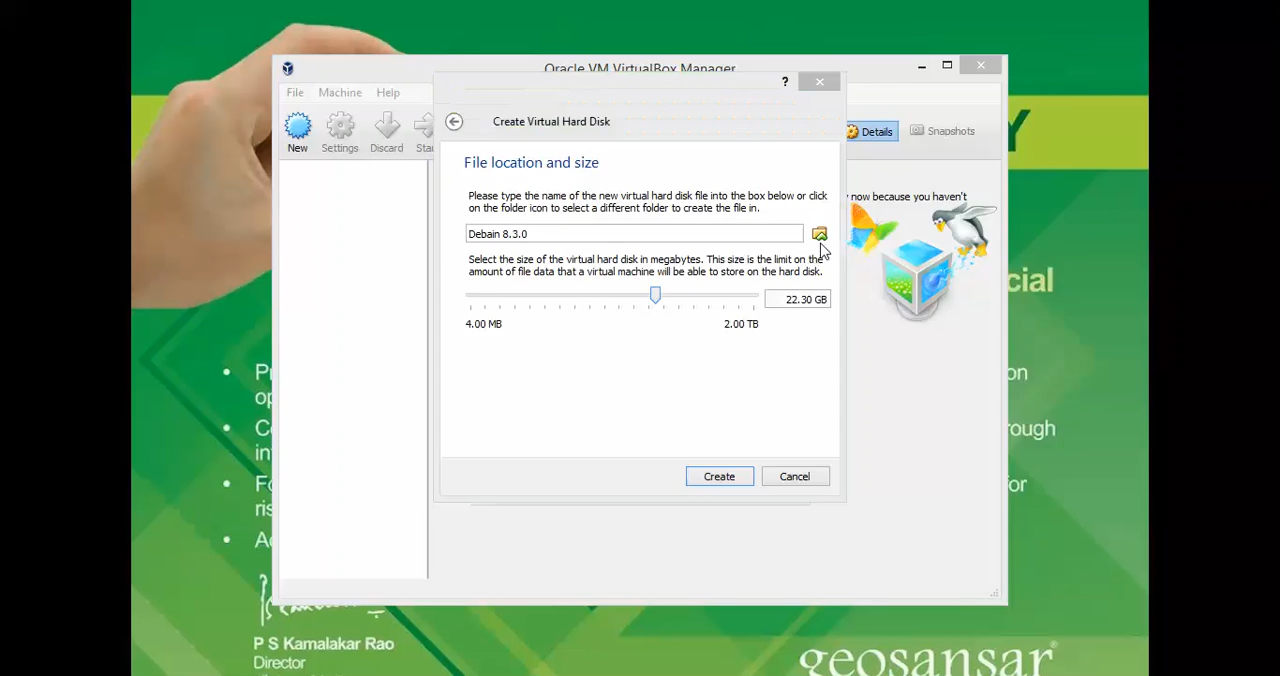 Oracle VM VirtualBox Manager
?
File Machine Help
Create Virtual Hard Disk
New Settings Discard
Details Snapshots
File location and size
Please type the name of the new virtual hard disk file into the box below or click
on the folder icon to select a different folder to create the file in.
now because you haven't
Debain 8.3.0
Select the size of the virtual hard disk in megabytes. This size is the limit on the
amount of file data that a virtual machine will be able to store on the hard disk.
22.30 GB
4.00 MB 2.00 TB
Create Cancel
P S Kamalakar Rao
Director
geosansar